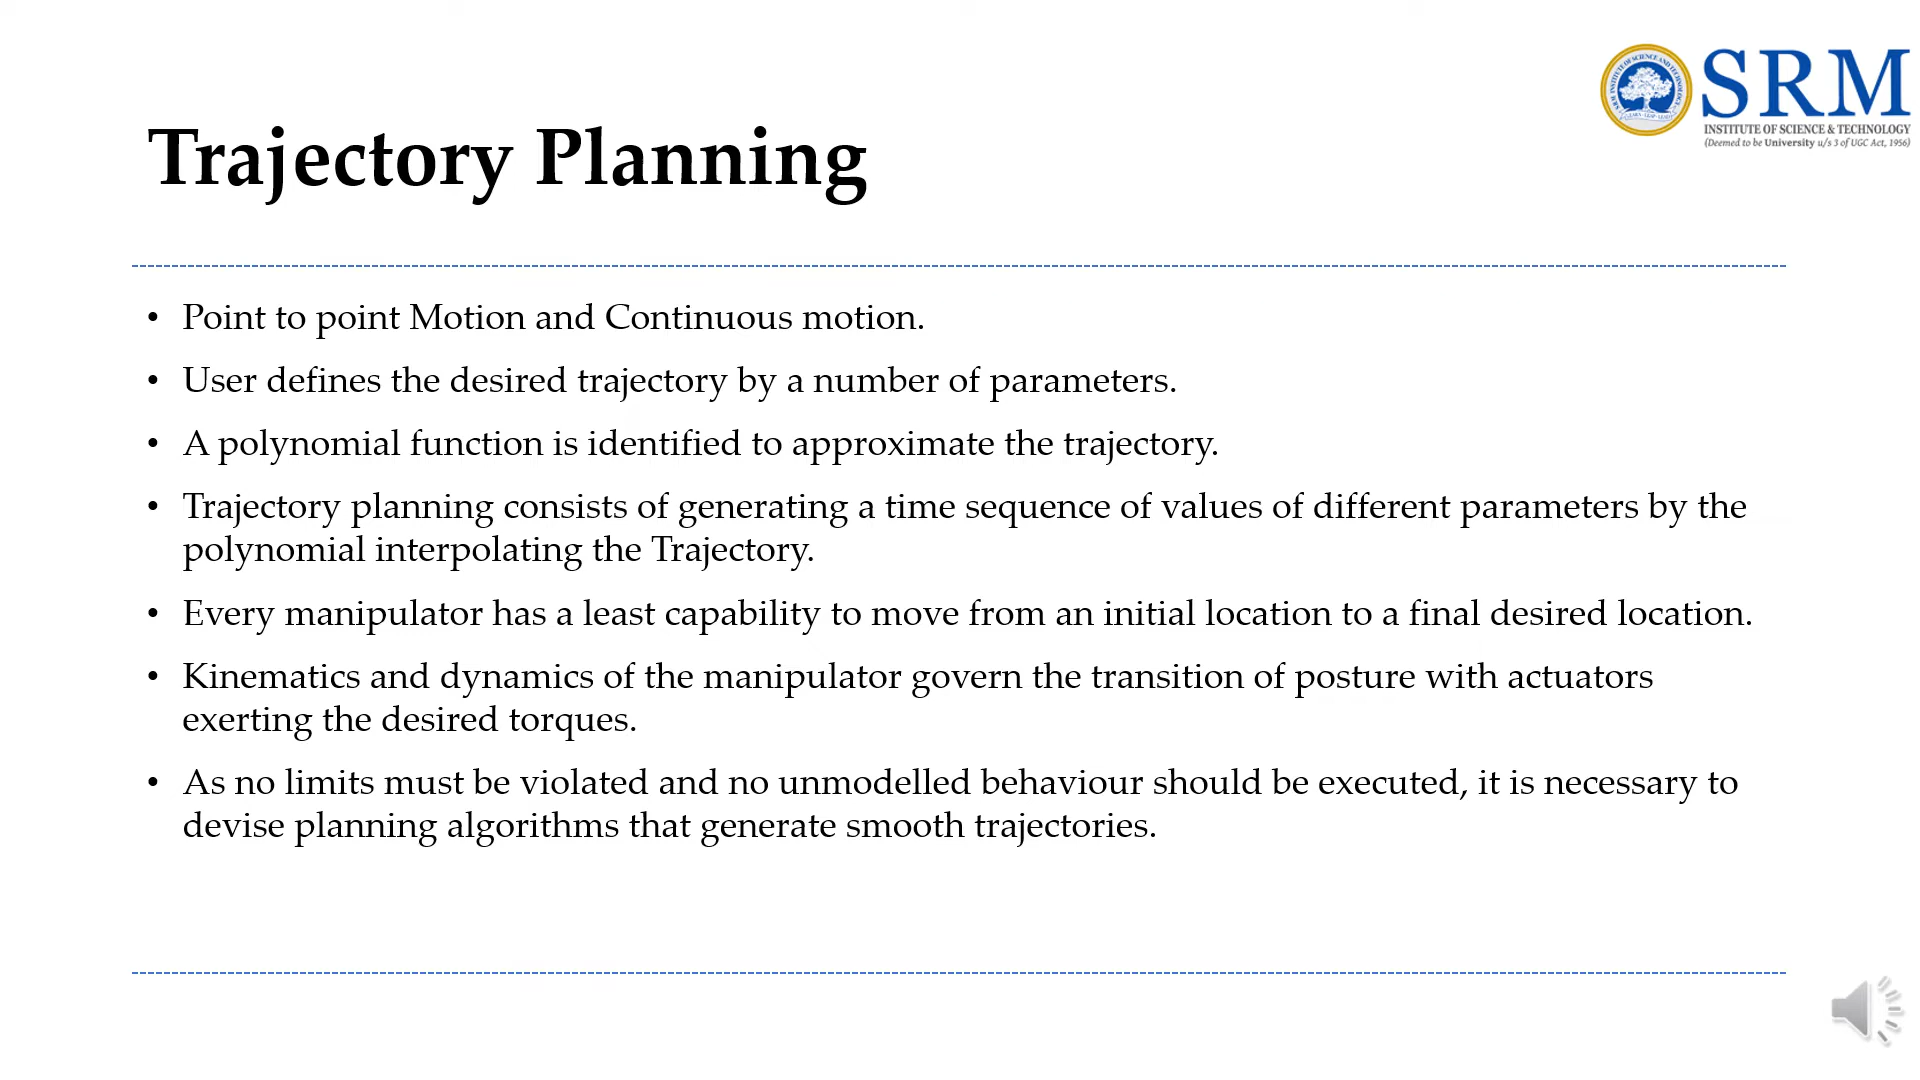 SRM
INSTITUTE OF SCIENCE & TECHNOLOGY
(Deemed to be University u/s 3 of UGC Act, 1956)
Trajectory Planning
• Point to point Motion and Continuous motion.
• User defines the desired trajectory by a number of parameters.
• A polynomial function is identified to approximate the trajectory.
• Trajectory planning consists of generating a time sequence of values of different parameters by the
polynomial interpolating the Trajectory.
• Every manipulator has a least capability to move from an initial location to a final desired location.
• Kinematics and dynamics of the manipulator govern the transition of posture with actuators
exerting the desired torques.
• As no limits must be violated and no unmodelled behaviour should be executed, it is necessary to
devise planning algorithms that generate smooth trajectories.